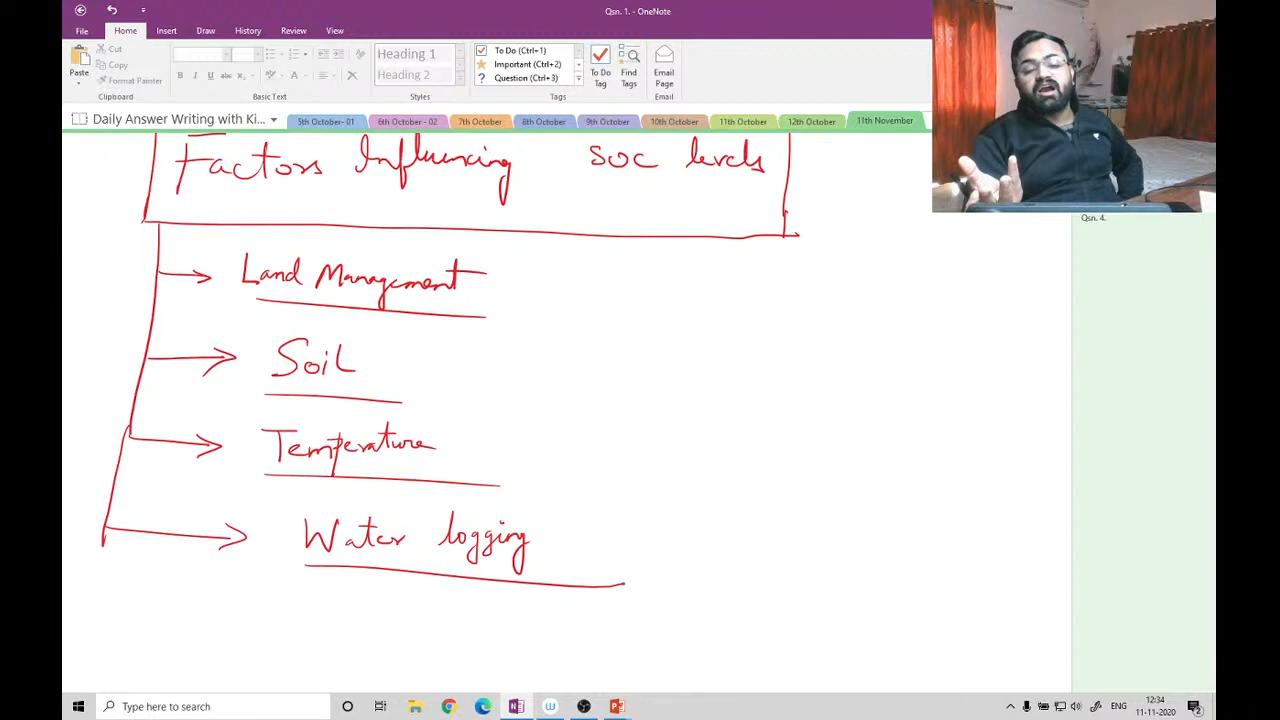 Qsn. 1. - OneNote
File Home Insert Draw History Review View
Paste
Cut
Copy
Format Painter
Clipboard
B I U abc
Basic Text
Heading 1
Heading 2
Styles
To Do (Ctrl+1)
Important (Ctrl+2)
Question (Ctrl+3)
To Do Tag
Find Tags
Tags
Email Page
Email
Daily Answer Writing with Ki... 5th October- 01 6th October - 02 7th October 8th October 9th October 10th October 11th October 12th October 11th November
Qsn. 4.
Factors Influencing SOC levels
Land Management
Soil
Temperature
Water logging
Type here to search
ENG
12:34
11-11-2020
2